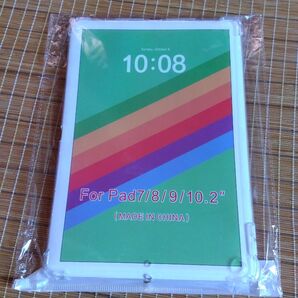 10:08
For Pad7/8/9/10.2"
(MADE IN CHINA)